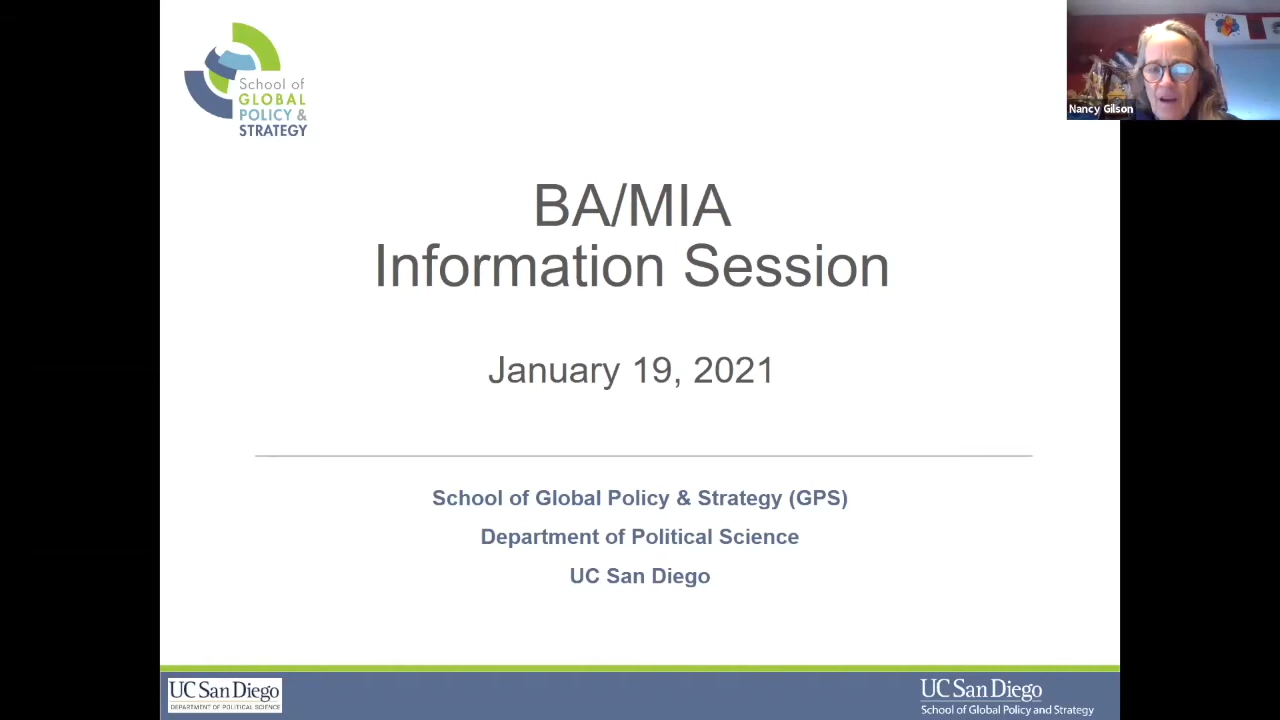 School of
GLOBAL
POLICY &
STRATEGY
Nancy Gilson
BA/MIA
Information Session
January 19, 2021
School of Global Policy & Strategy (GPS)
Department of Political Science
UC San Diego
UC San Diego
DEPARTMENT OF POLITICAL SCIENCE
UC San Diego
School of Global Policy and Strategy